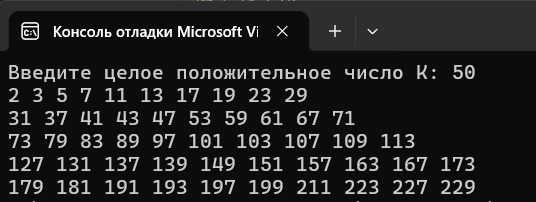 Консоль отладки Microsoft Vi
Введите целое положительное число K: 50
2 3 5 7 11 13 17 19 23 29
31 37 41 43 47 53 59 61 67 71
73 79 83 89 97 101 103 107 109 113
127 131 137 139 149 151 157 163 167 173
179 181 191 193 197 199 211 223 227 229